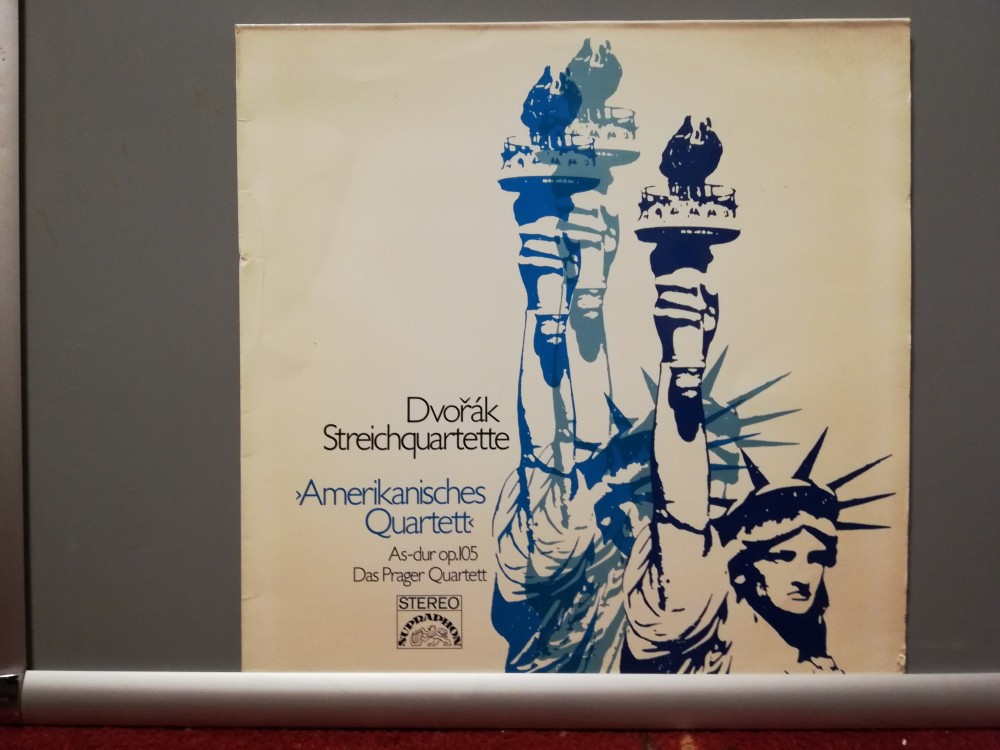 Dvořák
Streichquartette
›Amerikanisches
Quartett‹
As-dur op.105
Das Prager Quartett
STEREO
SUPRAPHON